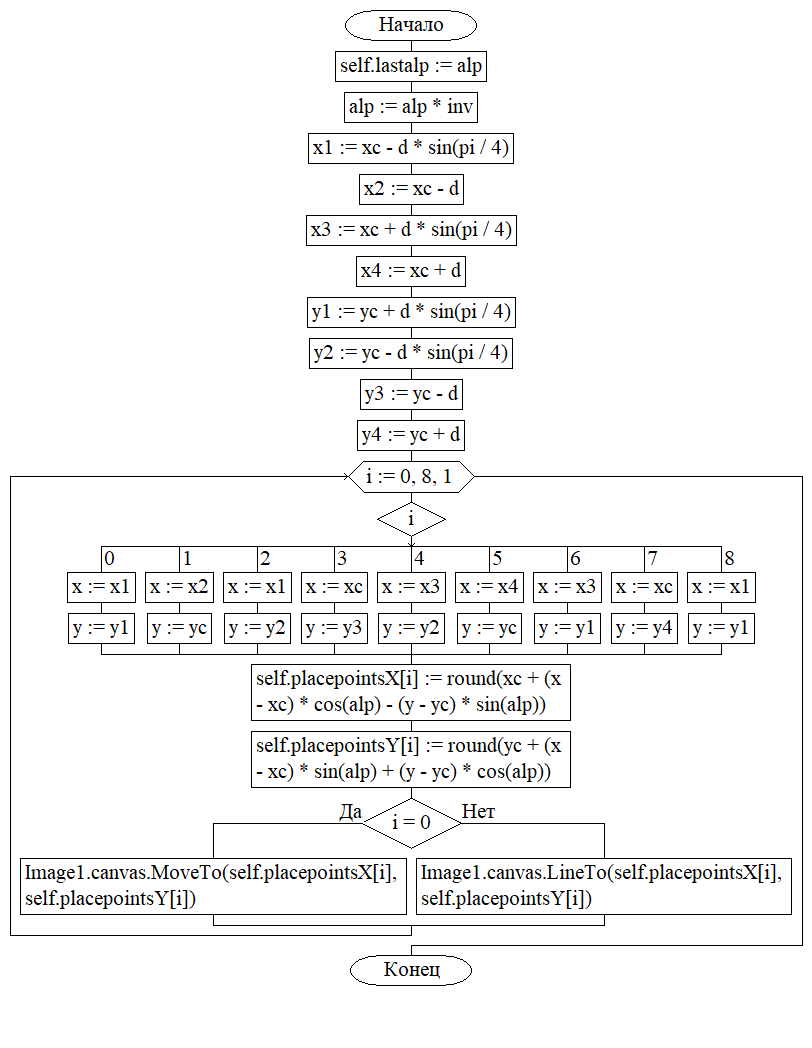 Начало
self.lastalp := alp
alp := alp * inv
x1 := xc - d * sin(pi / 4)
x2 := xc - d
x3 := xc + d * sin(pi / 4)
x4 := xc + d
y1 := yc + d * sin(pi / 4)
y2 := yc - d * sin(pi / 4)
y3 := yc - d
y4 := yc + d
i := 0, 8, 1
i
0 1 2 3 4 5 6 7 8
x := x1 x := x2 x := x1 x := xc x := x3 x := x4 x := x3 x := xc x := x1
y := y1 y := yc y := y2 y := y3 y := y2 y := yc y := y1 y := y4 y := y1
self.placepointsX[i] := round(xc + (x
- xc) * cos(alp) - (y - yc) * sin(alp))
self.placepointsY[i] := round(yc + (x
- xc) * sin(alp) + (y - yc) * cos(alp))
Да i = 0 Нет
Image1.canvas.MoveTo(self.placepointsX[i],
self.placepointsY[i])
Image1.canvas.LineTo(self.placepointsX[i],
self.placepointsY[i])
Конец